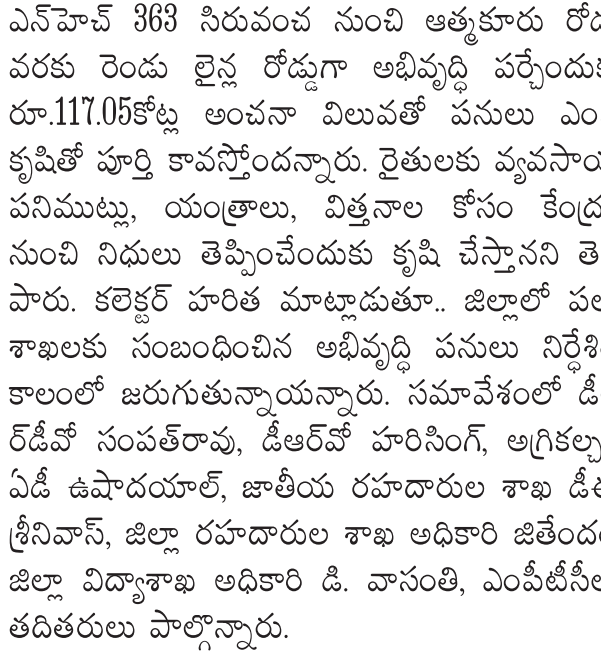 ఎన్‌హెచ్ 363 సిరువంచ నుంచి ఆత్మకూరు
వరకు రెండు లైన్ల రోడ్డుగా అభివృద్ధి పర్చేందుకు
రూ.117.05కోట్ల అంచనా విలువతో పనులు ఎం
కృషితో పూర్తి కావస్తోందన్నారు. రైతులకు వ్యవసాయ
పనిముట్లు, యంత్రాలు, విత్తనాల కోసం కేంద్ర
నుంచి నిధులు తెప్పించేందుకు కృషి చేస్తానని తె
పారు. కలెక్టర్ హరిత మాట్లాడుతూ.. జిల్లాలో పల
శాఖలకు సంబంధించిన అభివృద్ధి పనులు
కాలంలో జరుగుతున్నాయన్నారు. సమావేశంలో డీ
ర్‌డీవో సంపత్‌రావు, డీఆర్‌వో హరిసింగ్, అగ్రికల్చ
ఏడీ ఉషాదయాల్, జాతీయ రహదారుల శాఖ డీఈ
శ్రీనివాస్, జిల్లా రహదారుల శాఖ అధికారి
జిల్లా విద్యాశాఖ అధికారి డి. వాసంతి, ఎంపీటీసీల
తదితరులు పాల్గొన్నారు.